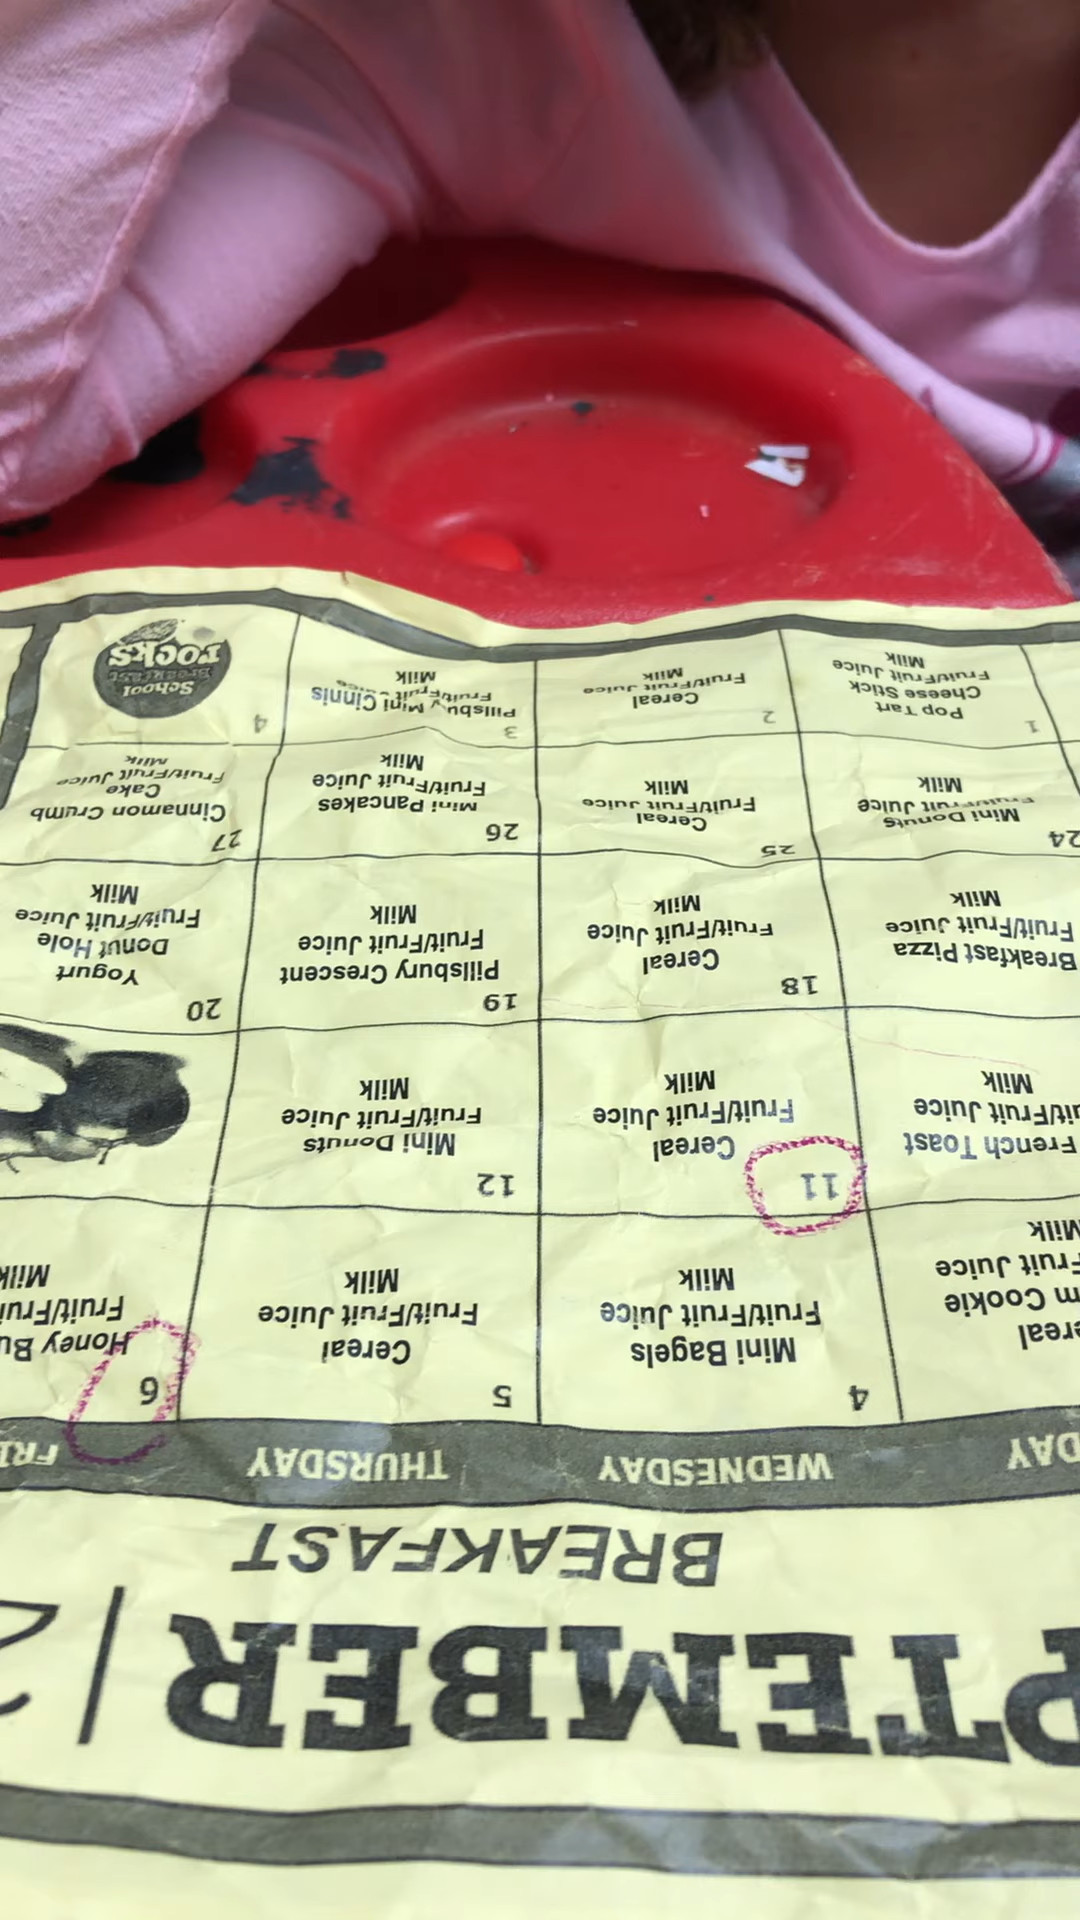 PTEMBER | 2
BREAKFAST
DAY WEDNESDAY THURSDAY FRI
ereal
m Cookie
Fruit Juice
Milk
4
Mini Bagels
Fruit/Fruit Juice
Milk
5
Cereal
Fruit/Fruit Juice
Milk
6
Honey Bu
Fruit/Frui
Milk
French Toast
uit/Fruit Juice
Milk
11
Cereal
Fruit/Fruit Juice
Milk
12
Mini Donuts
Fruit/Fruit Juice
Milk
Breakfast Pizza
Fruit/Fruit Juice
Milk
18
Cereal
Fruit/Fruit Juice
Milk
19
Pillsbury Crescent
Fruit/Fruit Juice
Milk
20
Yogurt
Donut Hole
Fruit/Fruit Juice
Milk
24
Mini Donuts
Fruit/Fruit Juice
Milk
25
Cereal
Fruit/Fruit Juice
Milk
26
Mini Pancakes
Fruit/Fruit Juice
Milk
27
Cinnamon Crumb
Cake
Fruit/Fruit Juice
Milk
1
Pop Tart
Cheese Stick
Fruit/Fruit Juice
Milk
2
Cereal
Fruit/Fruit Juice
Milk
3
Pillsbury Mini Cinnis
Fruit/Fruit Juice
Milk
4
School
Breakfast
rocks